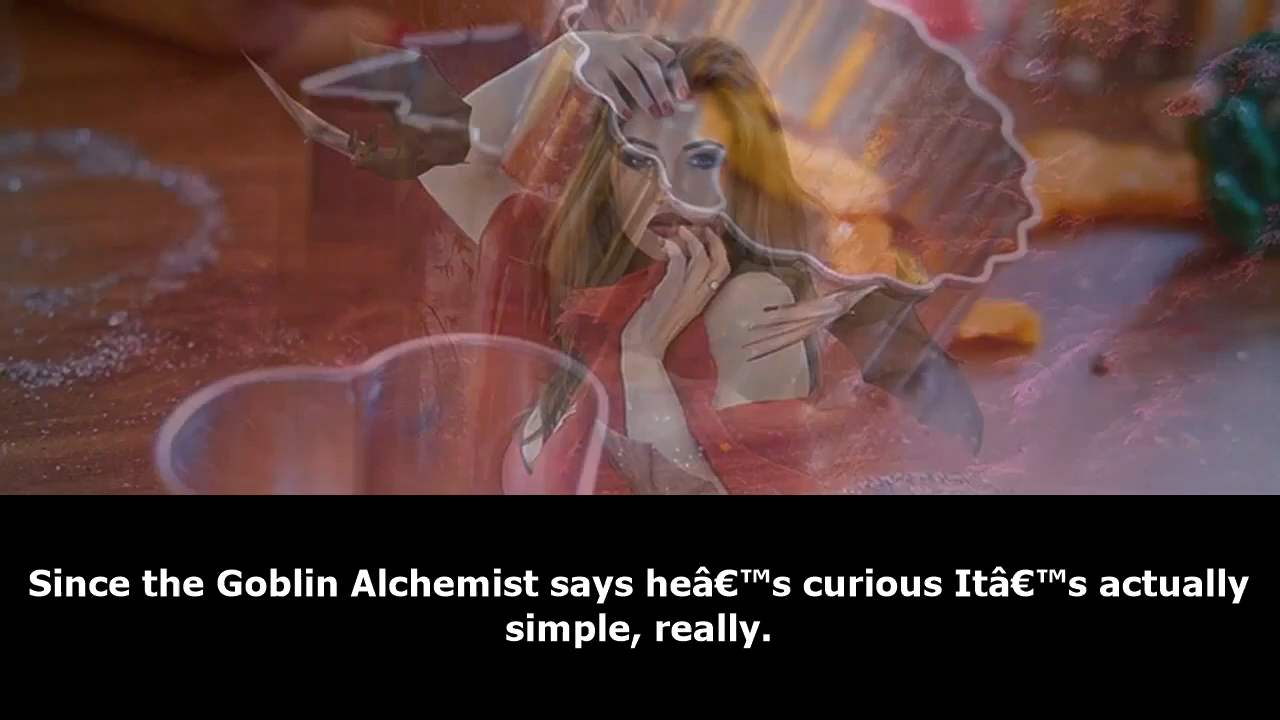 Since the Goblin Alchemist says heâ€™s curious Itâ€™s actually
simple, really.